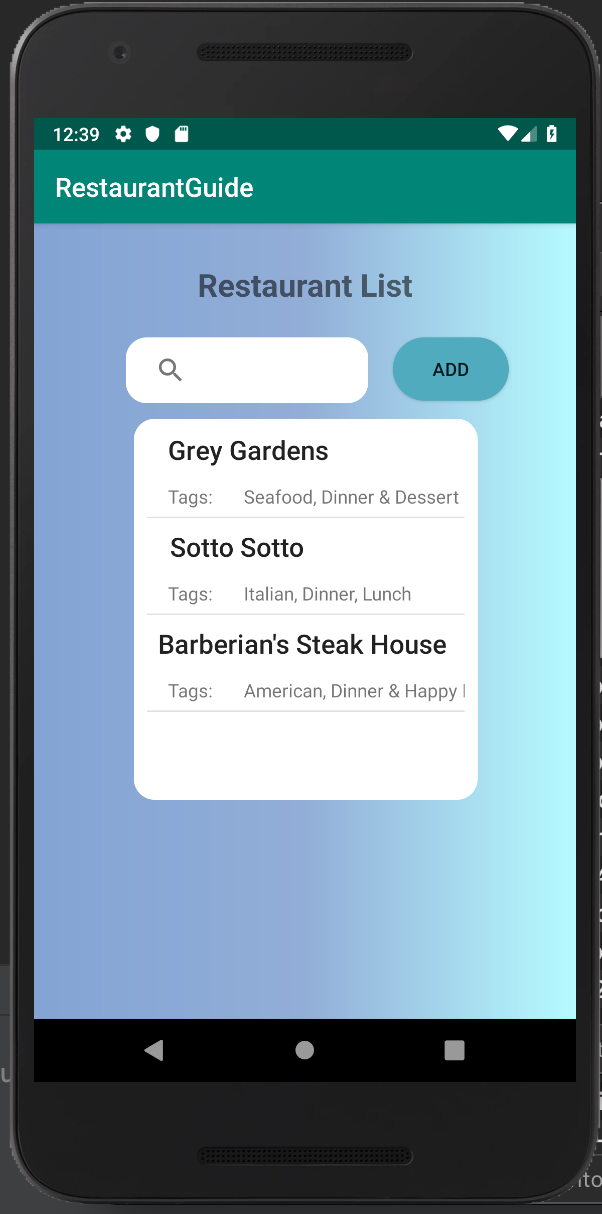 12:39
RestaurantGuide
Restaurant List
ADD
Grey Gardens
Tags: Seafood, Dinner & Dessert
Sotto Sotto
Tags: Italian, Dinner, Lunch
Barberian's Steak House
Tags: American, Dinner & Happy